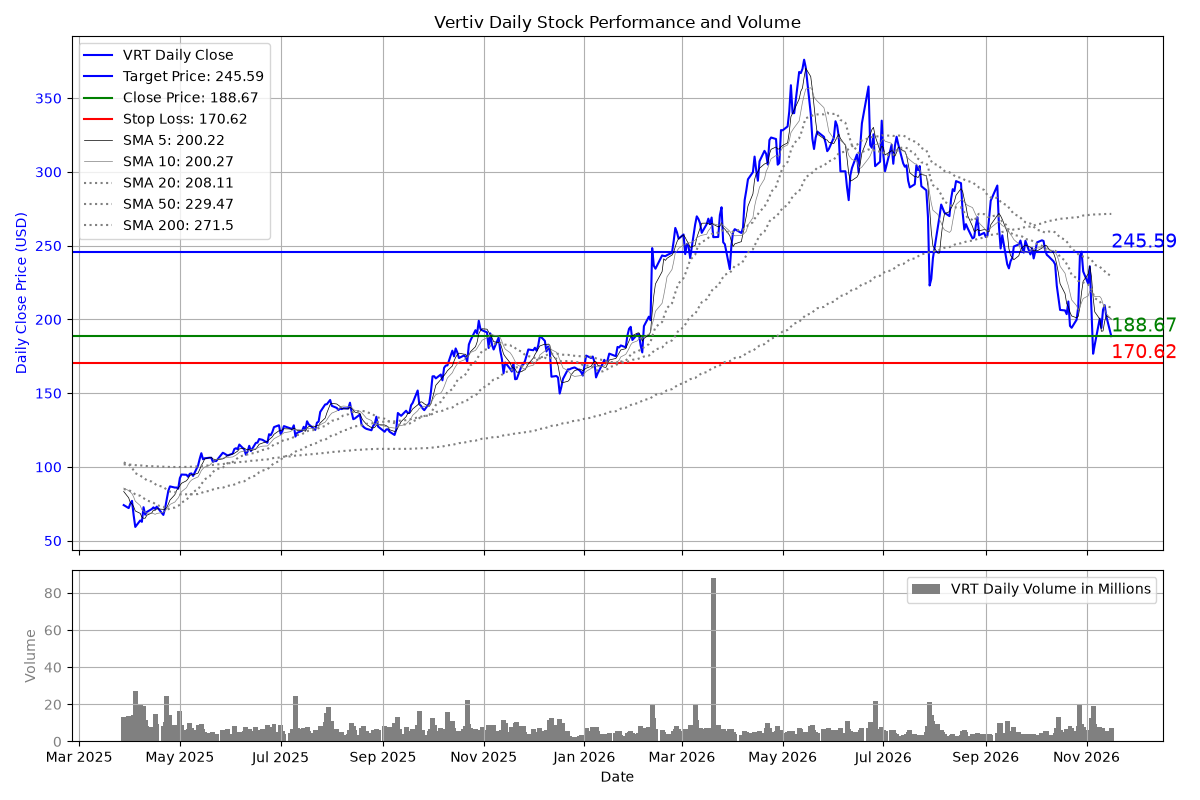 Vertiv Daily Stock Performance and Volume
VRT Daily Close
Target Price: 245.59
Close Price: 188.67
Stop Loss: 170.62
SMA 5: 200.22
SMA 10: 200.27
SMA 20: 208.11
SMA 50: 229.47
SMA 200: 271.5
Daily Close Price (USD)
350
300
250
200
150
100
50
245.59
188.67
170.62
VRT Daily Volume in Millions
Volume
80
60
40
20
0
Mar 2025 May 2025 Jul 2025 Sep 2025 Nov 2025 Jan 2026 Mar 2026 May 2026 Jul 2026 Sep 2026 Nov 2026
Date